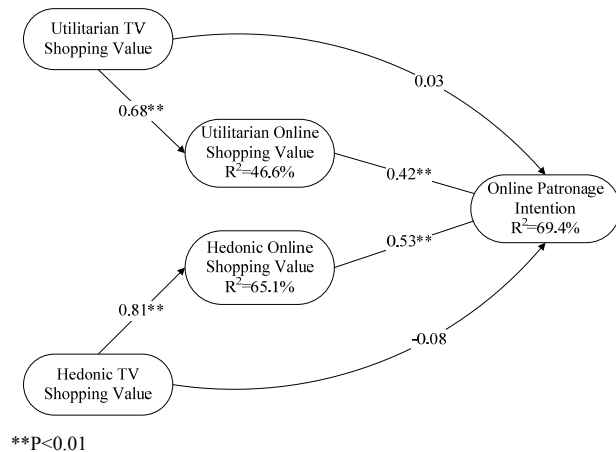 Utilitarian TV
Shopping Value
0.03
0.68**
Utilitarian Online
Shopping Value
R²=46.6%
0.42**
Online Patronage
Intention
R²=69.4%
Hedonic Online
Shopping Value
R²=65.1%
0.53**
0.81**
-0.08
Hedonic TV
Shopping Value
**P<0.01